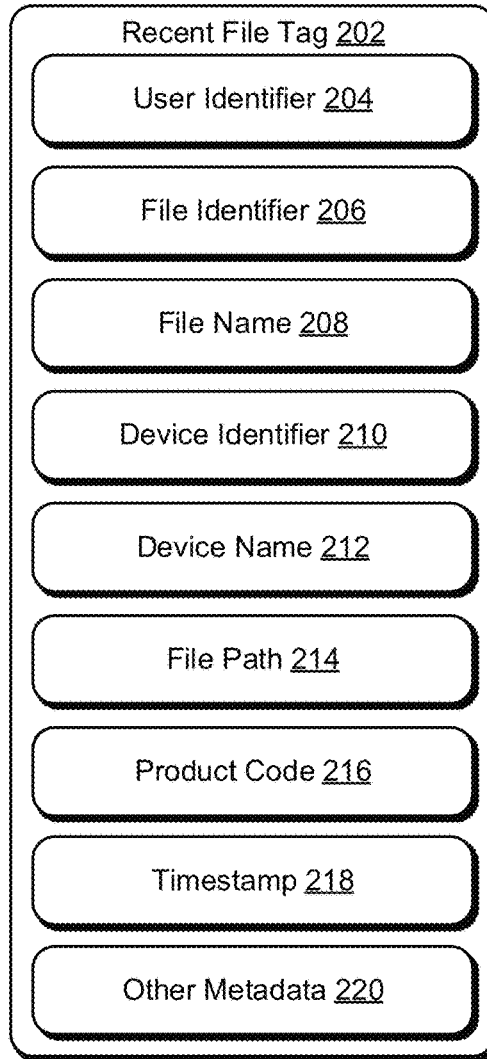 Recent File Tag 202
User Identifier 204
File Identifier 206
File Name 208
Device Identifier 210
Device Name 212
File Path 214
Product Code 216
Timestamp 218
Other Metadata 220